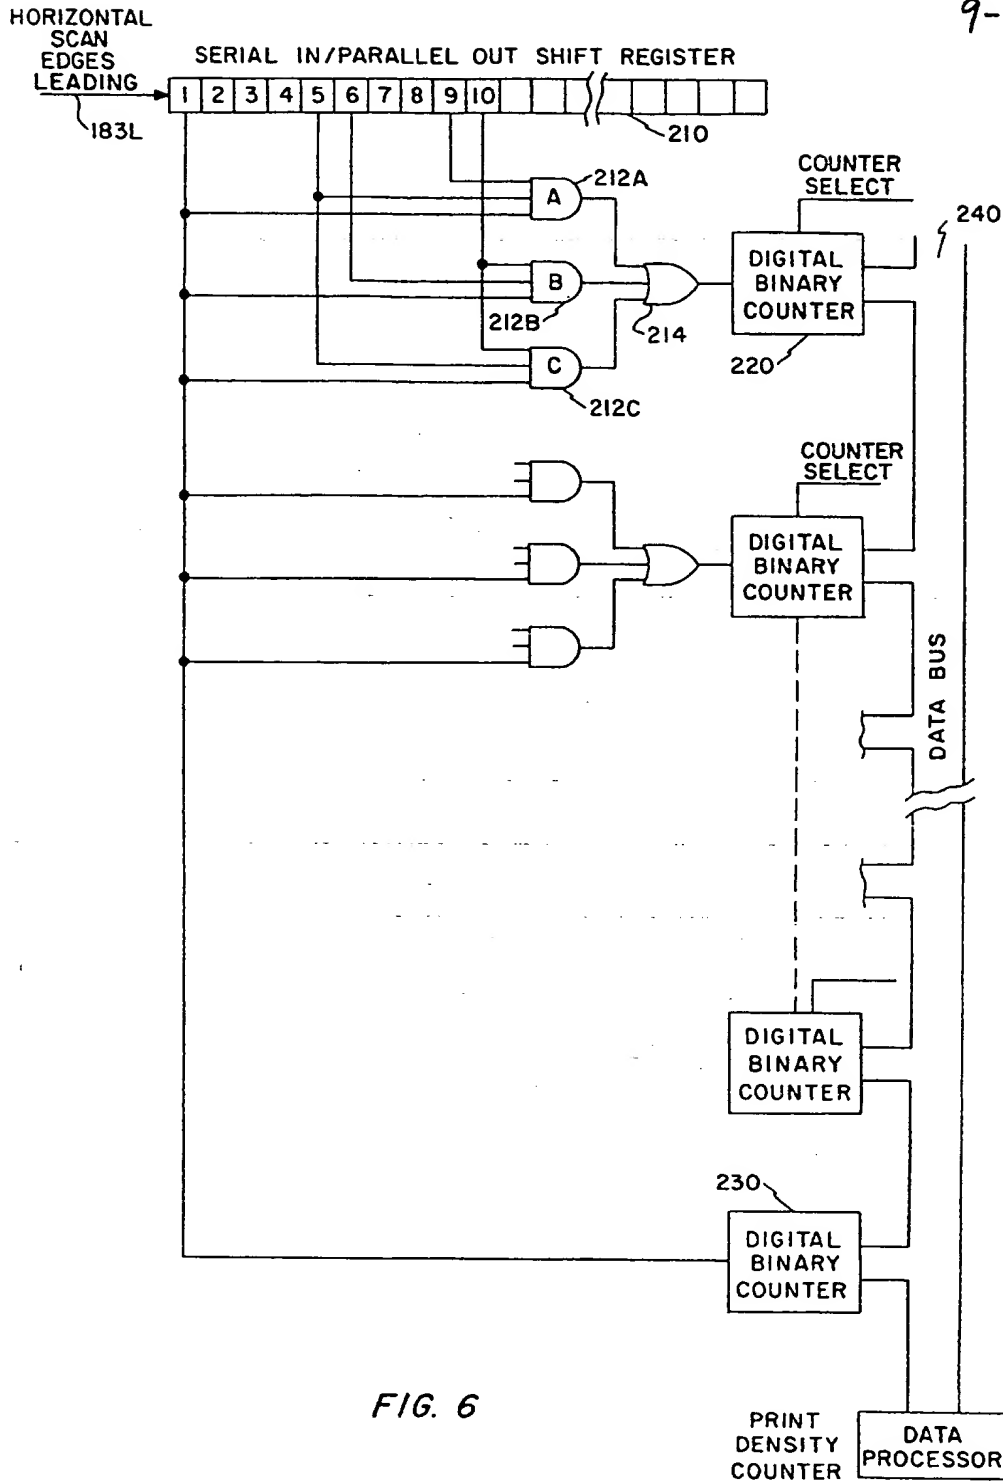 9-
HORIZONTAL
SCAN
EDGES
LEADING
SERIAL IN/PARALLEL OUT SHIFT REGISTER
1 2 3 4 5 6 7 8 9 10
183L
210
COUNTER
SELECT
212A
A
240
DIGITAL
BINARY
COUNTER
B
212B
214
220
C
212C
COUNTER
SELECT
DIGITAL
BINARY
COUNTER
DATA BUS
DIGITAL
BINARY
COUNTER
230
DIGITAL
BINARY
COUNTER
FIG. 6
PRINT
DENSITY
COUNTER
DATA
PROCESSOR